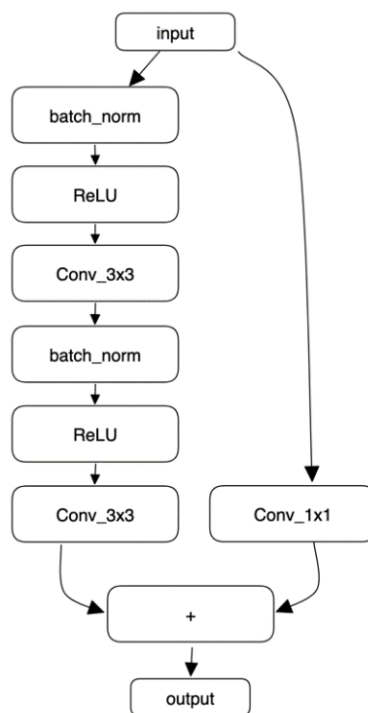 input
batch_norm
ReLU
Conv_3x3
batch_norm
ReLU
Conv_3x3
Conv_1x1
+
output